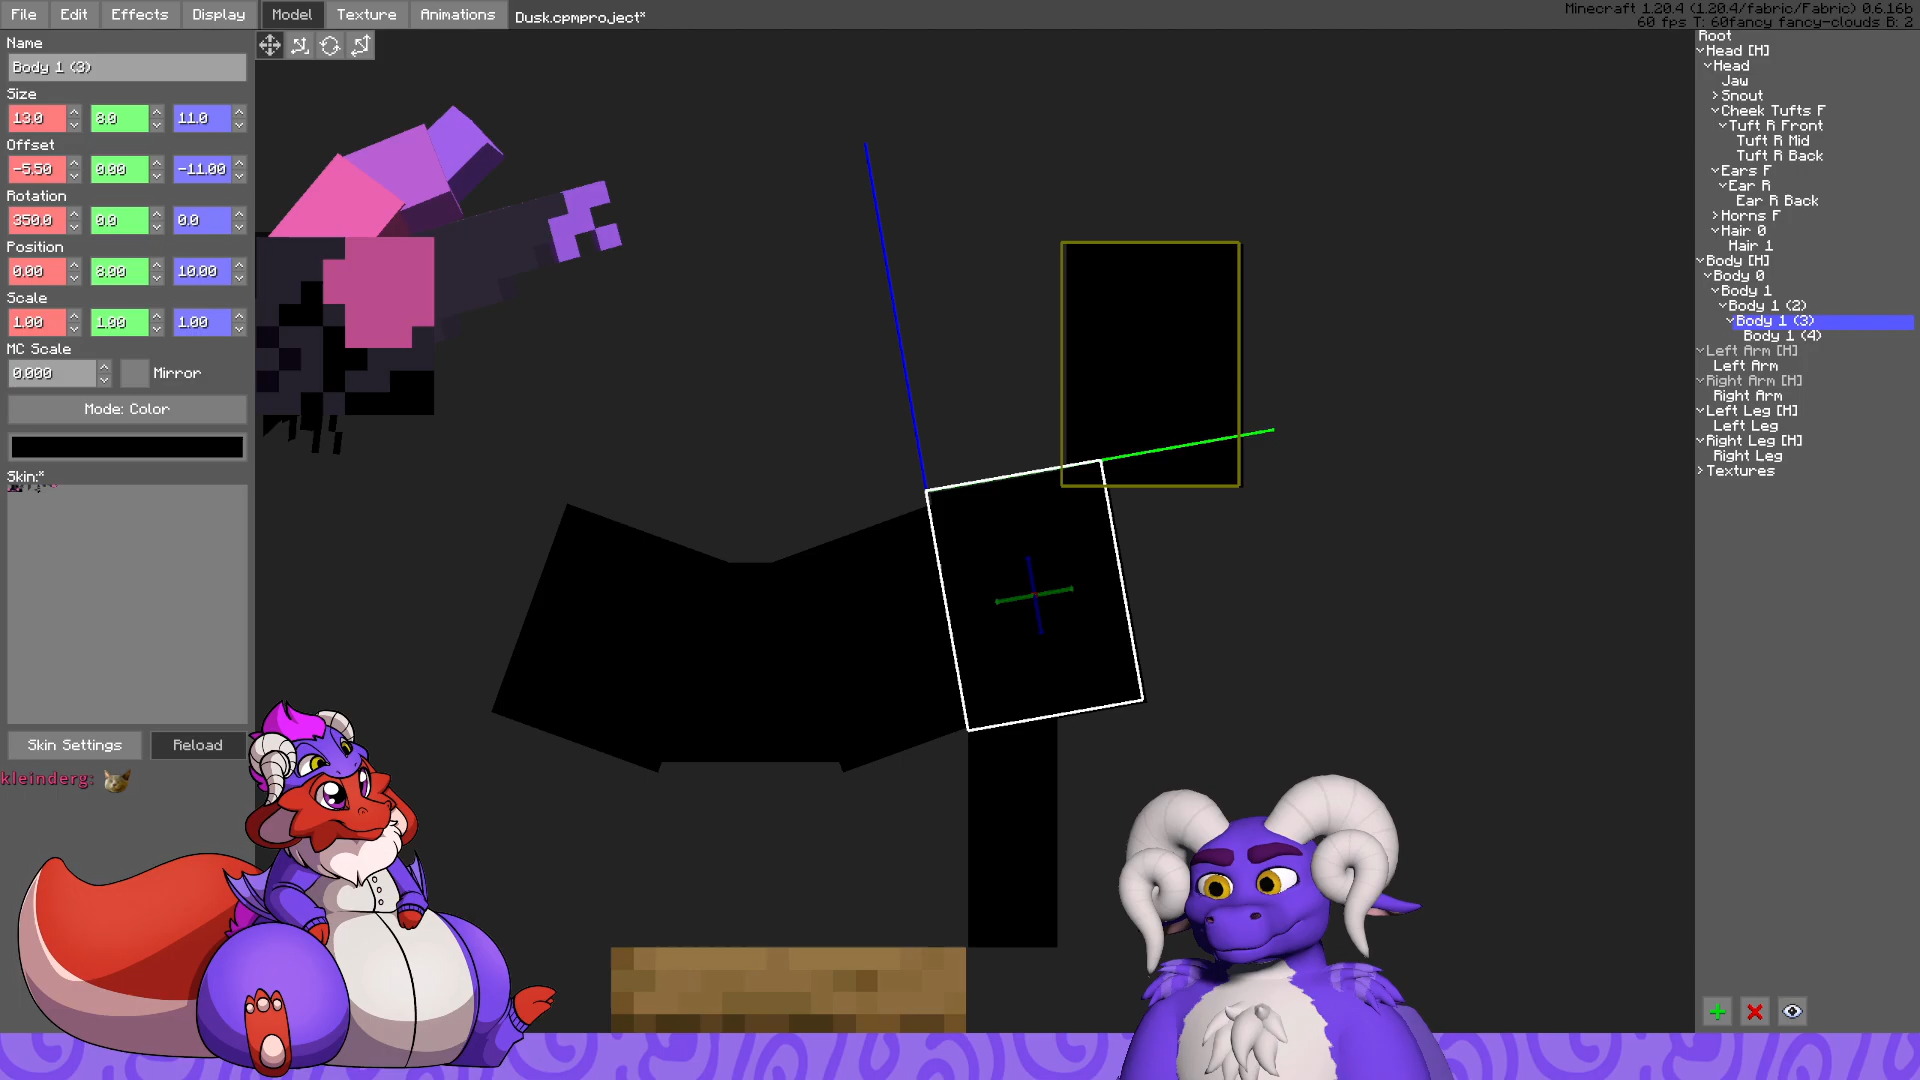 File Edit Effects Display Model Texture Animations Dusk.cpmproject*
Minecraft 1.20.4 (1.20.4/fabric/Fabric) 0.6.16b
60 fps T: 60fancy fancy-clouds B: 2
Name
Body 1 (3)
Size
13.0 8.0 11.0
Offset
-5.50 0.00 -11.00
Rotation
350.0 0.0 0.0
Position
0.00 8.00 10.00
Scale
1.00 1.00 1.00
MC Scale
0.000 Mirror
Mode: Color
Skin:*
Skin Settings Reload
kleinderg:
Root
Head [H]
Head
Jaw
Snout
Cheek Tufts F
Tuft R Front
Tuft R Mid
Tuft R Back
Ears F
Ear R
Ear R Back
Horns F
Hair 0
Hair 1
Body [H]
Body 0
Body 1
Body 1 (2)
Body 1 (3)
Body 1 (4)
Left Arm [H]
Left Arm
Right Arm [H]
Right Arm
Left Leg [H]
Left Leg
Right Leg [H]
Right Leg
Textures